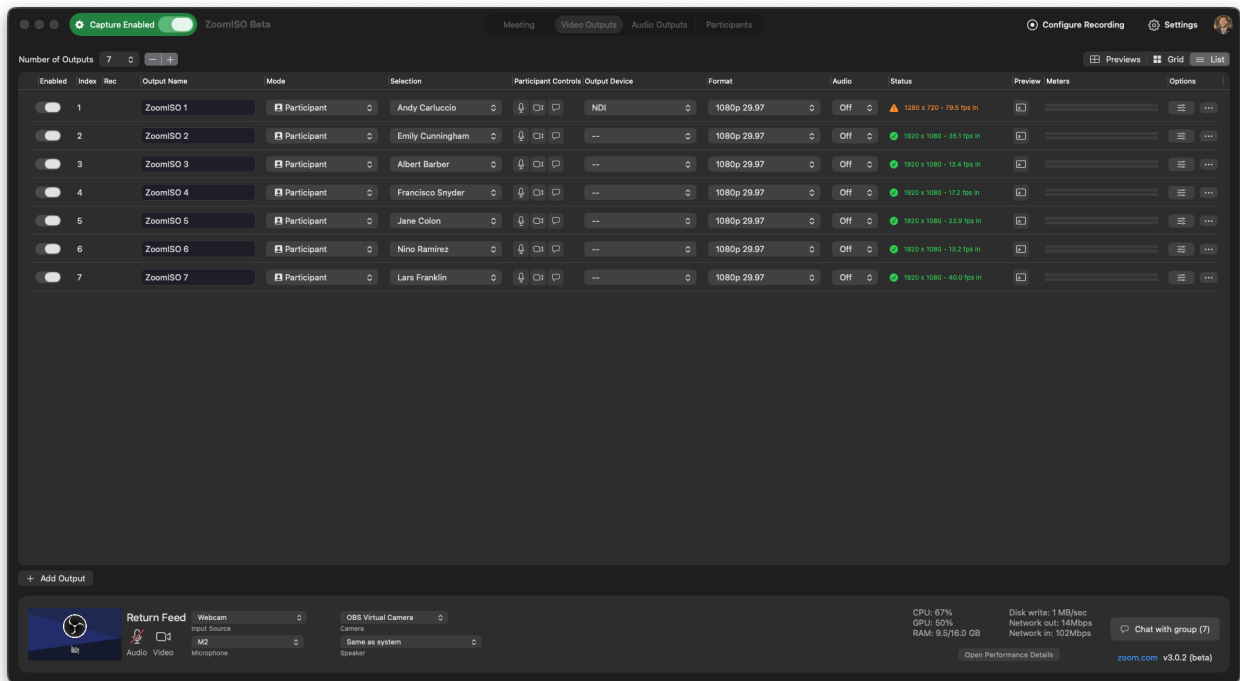 Capture Enabled ZoomISO Beta Meeting Video Outputs Audio Outputs Participants Configure Recording Settings
Number of Outputs 7 Previews Grid List
Enabled Index Rec Output Name Mode Selection Participant Controls Output Device Format Audio Status Preview Meters Options
1 ZoomISO 1 Participant Andy Carluccio NDI 1080p 29.97 Off 1280 x 720 - 79.5 fps in
2 ZoomISO 2 Participant Emily Cunningham -- 1080p 29.97 Off 1920 x 1080 - 35.1 fps in
3 ZoomISO 3 Participant Albert Barber -- 1080p 29.97 Off 1920 x 1080 - 13.4 fps in
4 ZoomISO 4 Participant Francisco Snyder -- 1080p 29.97 Off 1920 x 1080 - 17.2 fps in
5 ZoomISO 5 Participant Jane Colon -- 1080p 29.97 Off 1920 x 1080 - 23.9 fps in
6 ZoomISO 6 Participant Nino Ramirez -- 1080p 29.97 Off 1920 x 1080 - 13.2 fps in
7 ZoomISO 7 Participant Lars Franklin -- 1080p 29.97 Off 1920 x 1080 - 40.0 fps in
+ Add Output
Return Feed
Audio Video
Webcam
Input Source
M2
Microphone
OBS Virtual Camera
Camera
Same as system
Speaker
CPU: 67%
GPU: 50%
RAM: 9.5/16.0 GB
Disk write: 1 MB/sec
Network out: 14Mbps
Network in: 102Mbps
Open Performance Details
Chat with group (7)
zoom.com v3.0.2 (beta)